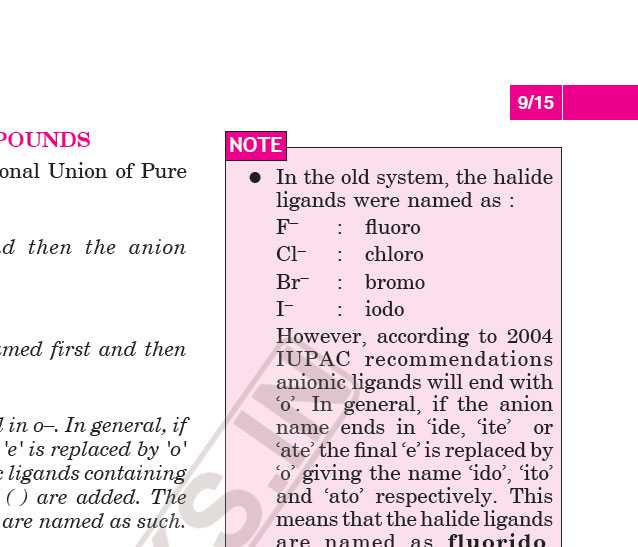 9/15
POUNDS
onal Union of Pure
d then the anion
med first and then
in o–. In general, if
'e' is replaced by 'o'
ligands containing
( ) are added. The
are named as such.
NOTE
● In the old system, the halide
ligands were named as :
F– : fluoro
Cl– : chloro
Br– : bromo
I– : iodo
However, according to 2004
IUPAC recommendations
anionic ligands will end with
‘o’. In general, if the anion
name ends in ‘ide, ‘ite’ or
‘ate’ the final ‘e’ is replaced by
‘o’ giving the name ‘ido’, ‘ito’
and ‘ato’ respectively. This
means that the halide ligands
are named as fluorido,
KS.IN